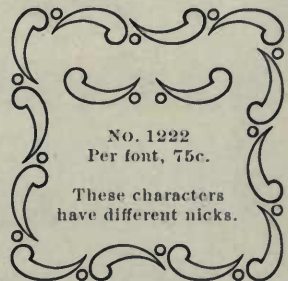 No. 1222
Per font, 75c.
These characters
have different nicks.